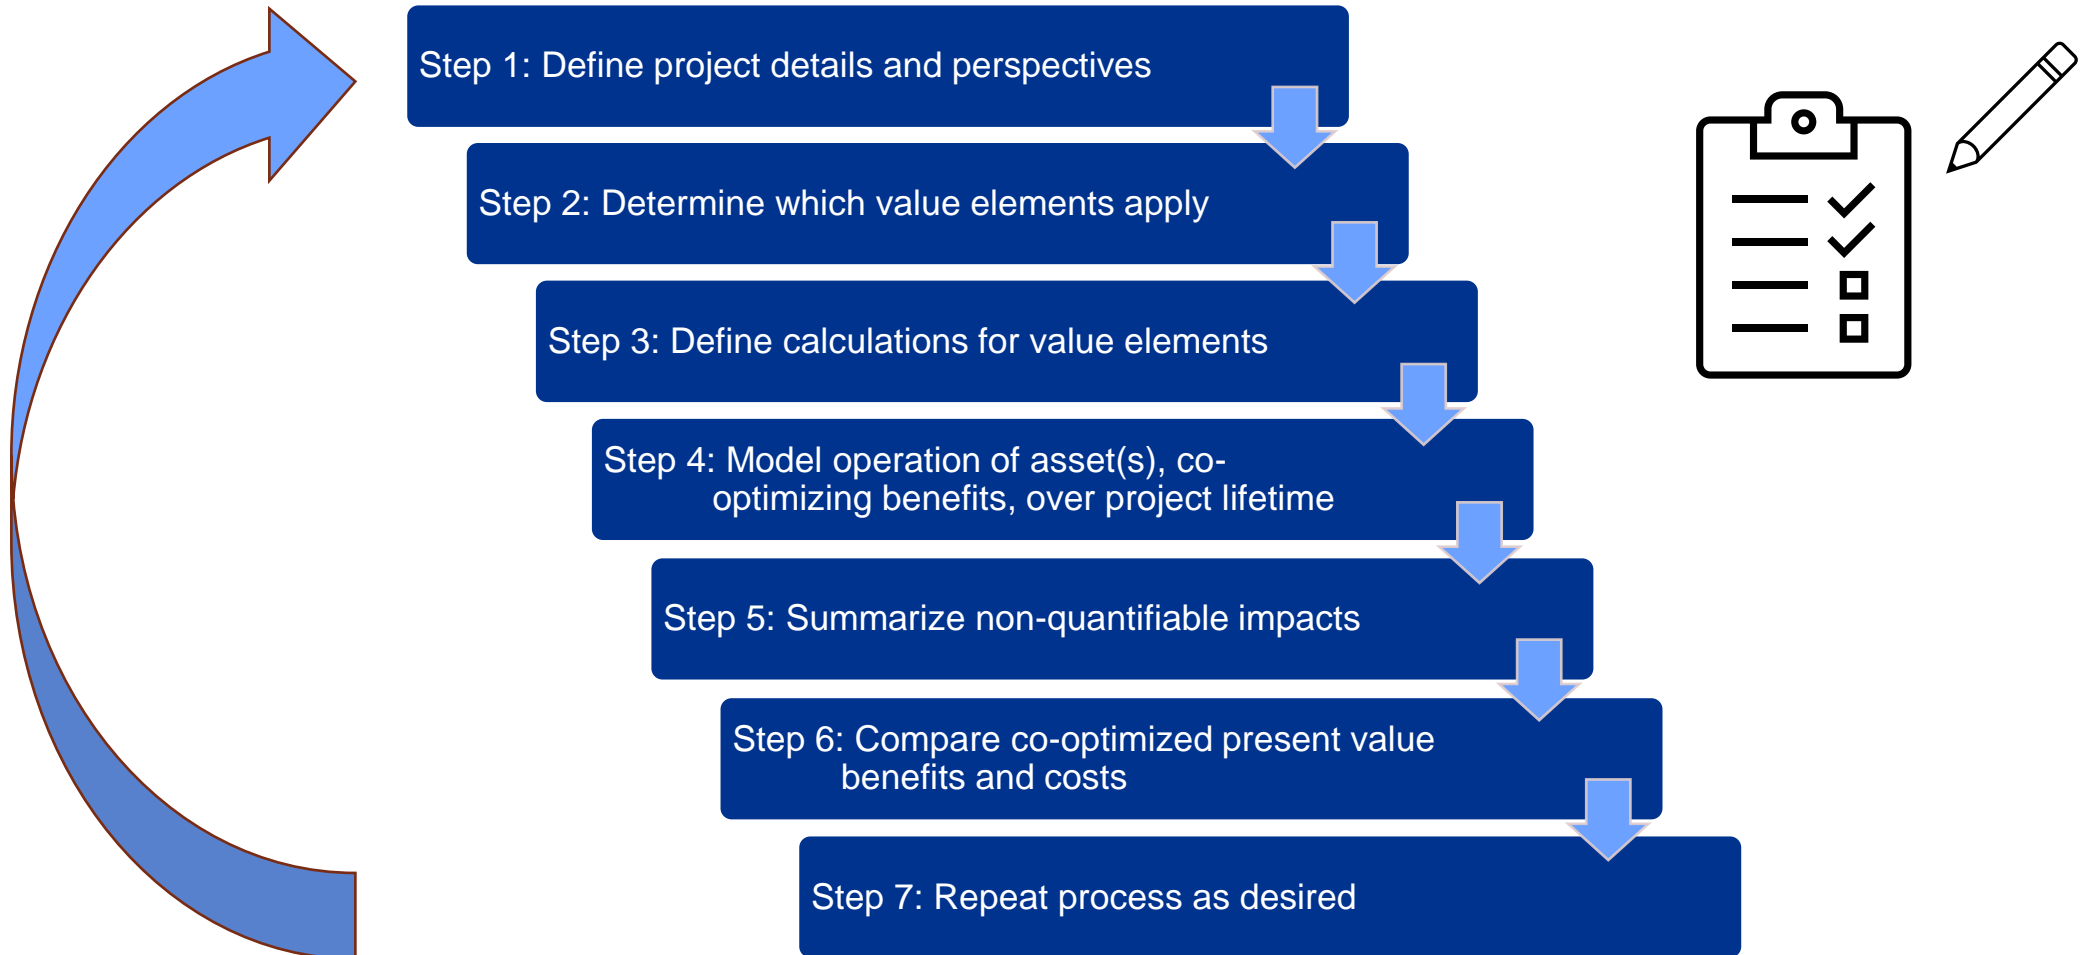 Step 1: Define project details and perspectives
Step 2: Determine which value elements apply
Step 3: Define calculations for value elements
Step 4: Model operation of asset(s), co-
optimizing benefits, over project lifetime
Step 5: Summarize non-quantifiable impacts
Step 6: Compare co-optimized present value
benefits and costs
Step 7: Repeat process as desired